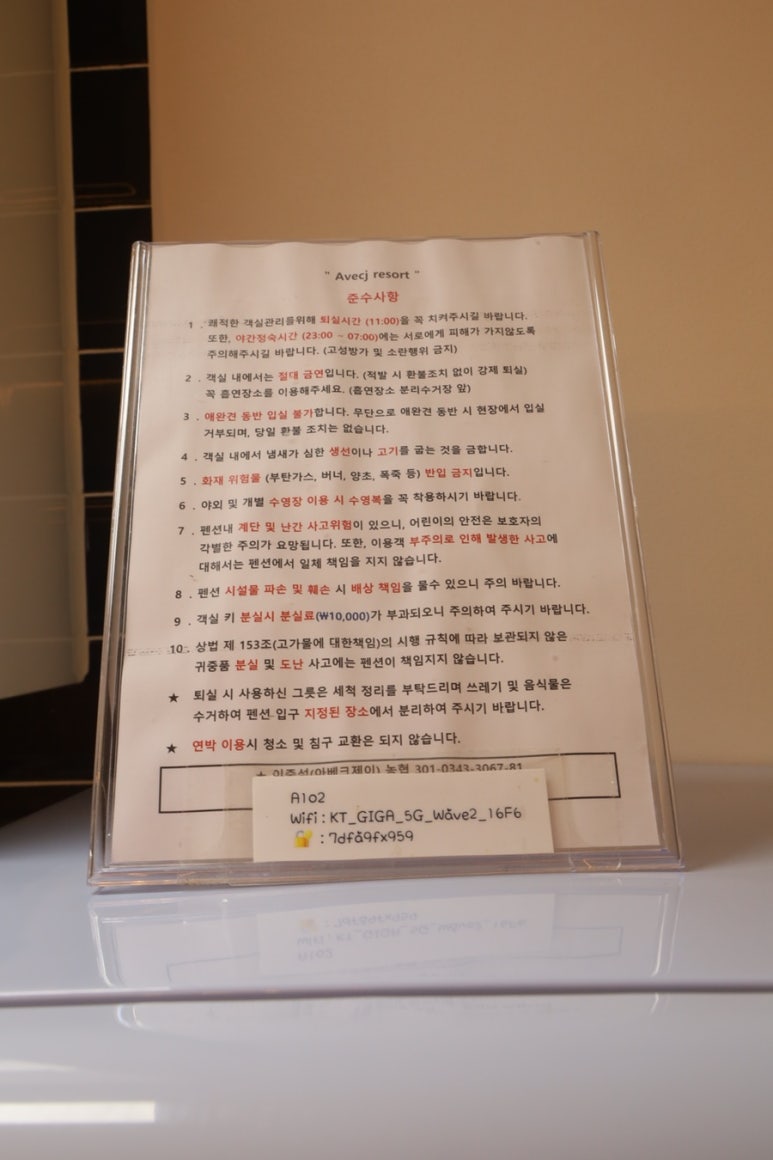 " Avecj resort "
준수사항
1 . 쾌적한 객실관리를위해 퇴실시간 (11:00)을 꼭 치켜주시길 바랍니다.
또한, 야간정숙시간 (23:00 ~ 07:00)에는 서로에게 피해가 가지않도록
주의해주시길 바랍니다. (고성방가 및 소란행위 금지)
2 . 객실 내에서는 절대 금연입니다. (적발 시 환불조치 없이 강제 퇴실)
꼭 흡연장소를 이용해주세요. (흡연장소 분리수거장 앞)
3 . 애완견 동반 입실 불가합니다. 무단으로 애완견 동반 시 현장에서 입실
거부되며, 당일 환불 조치는 없습니다.
4 . 객실 내에서 냄새가 심한 생선이나 고기를 굽는 것을 금합니다.
5 . 화재 위험물 (부탄가스, 버너, 양초, 폭죽 등) 반입 금지입니다.
6 . 야외 및 개별 수영장 이용 시 수영복을 꼭 착용하시기 바랍니다.
7 . 펜션내 계단 및 난간 사고위험이 있으니, 어린이의 안전은 보호자의
각별한 주의가 요망됩니다. 또한, 이용객 부주의로 인해 발생한 사고에
대해서는 펜션에서 일체 책임을 지지 않습니다.
8 . 펜션 시설물 파손 및 훼손 시 배상 책임을 물수 있으니 주의 바랍니다.
9 . 객실 키 분실시 분실료(₩10,000)가 부과되오니 주의하여 주시기 바랍니다.
10 . 상법 제 153조(고가물에 대한책임)의 시행 규칙에 따라 보관되지 않은
귀중품 분실 및 도난 사고에는 펜션이 책임지지 않습니다.
★ 퇴실 시 사용하신 그릇은 세척 정리를 부탁드리며 쓰레기 및 음식물은
수거하여 펜션 입구 지정된 장소에서 분리하여 주시기 바랍니다.
★ 연박 이용시 청소 및 침구 교환은 되지 않습니다.
★ 이준석(아베크제이) 농협 301-0343-3067-81
A102
Wifi : KT_GIGA_5G_Wave2_16F6
🔐 : 7dfa9fx959